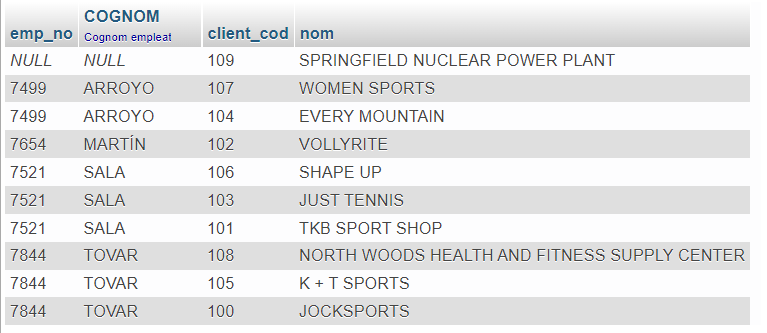 emp_no COGNOM Cognom empleat client_cod nom
NULL NULL 109 SPRINGFIELD NUCLEAR POWER PLANT
7499 ARROYO 107 WOMEN SPORTS
7499 ARROYO 104 EVERY MOUNTAIN
7654 MARTÍN 102 VOLLYRITE
7521 SALA 106 SHAPE UP
7521 SALA 103 JUST TENNIS
7521 SALA 101 TKB SPORT SHOP
7844 TOVAR 108 NORTH WOODS HEALTH AND FITNESS SUPPLY CENTER
7844 TOVAR 105 K + T SPORTS
7844 TOVAR 100 JOCKSPORTS